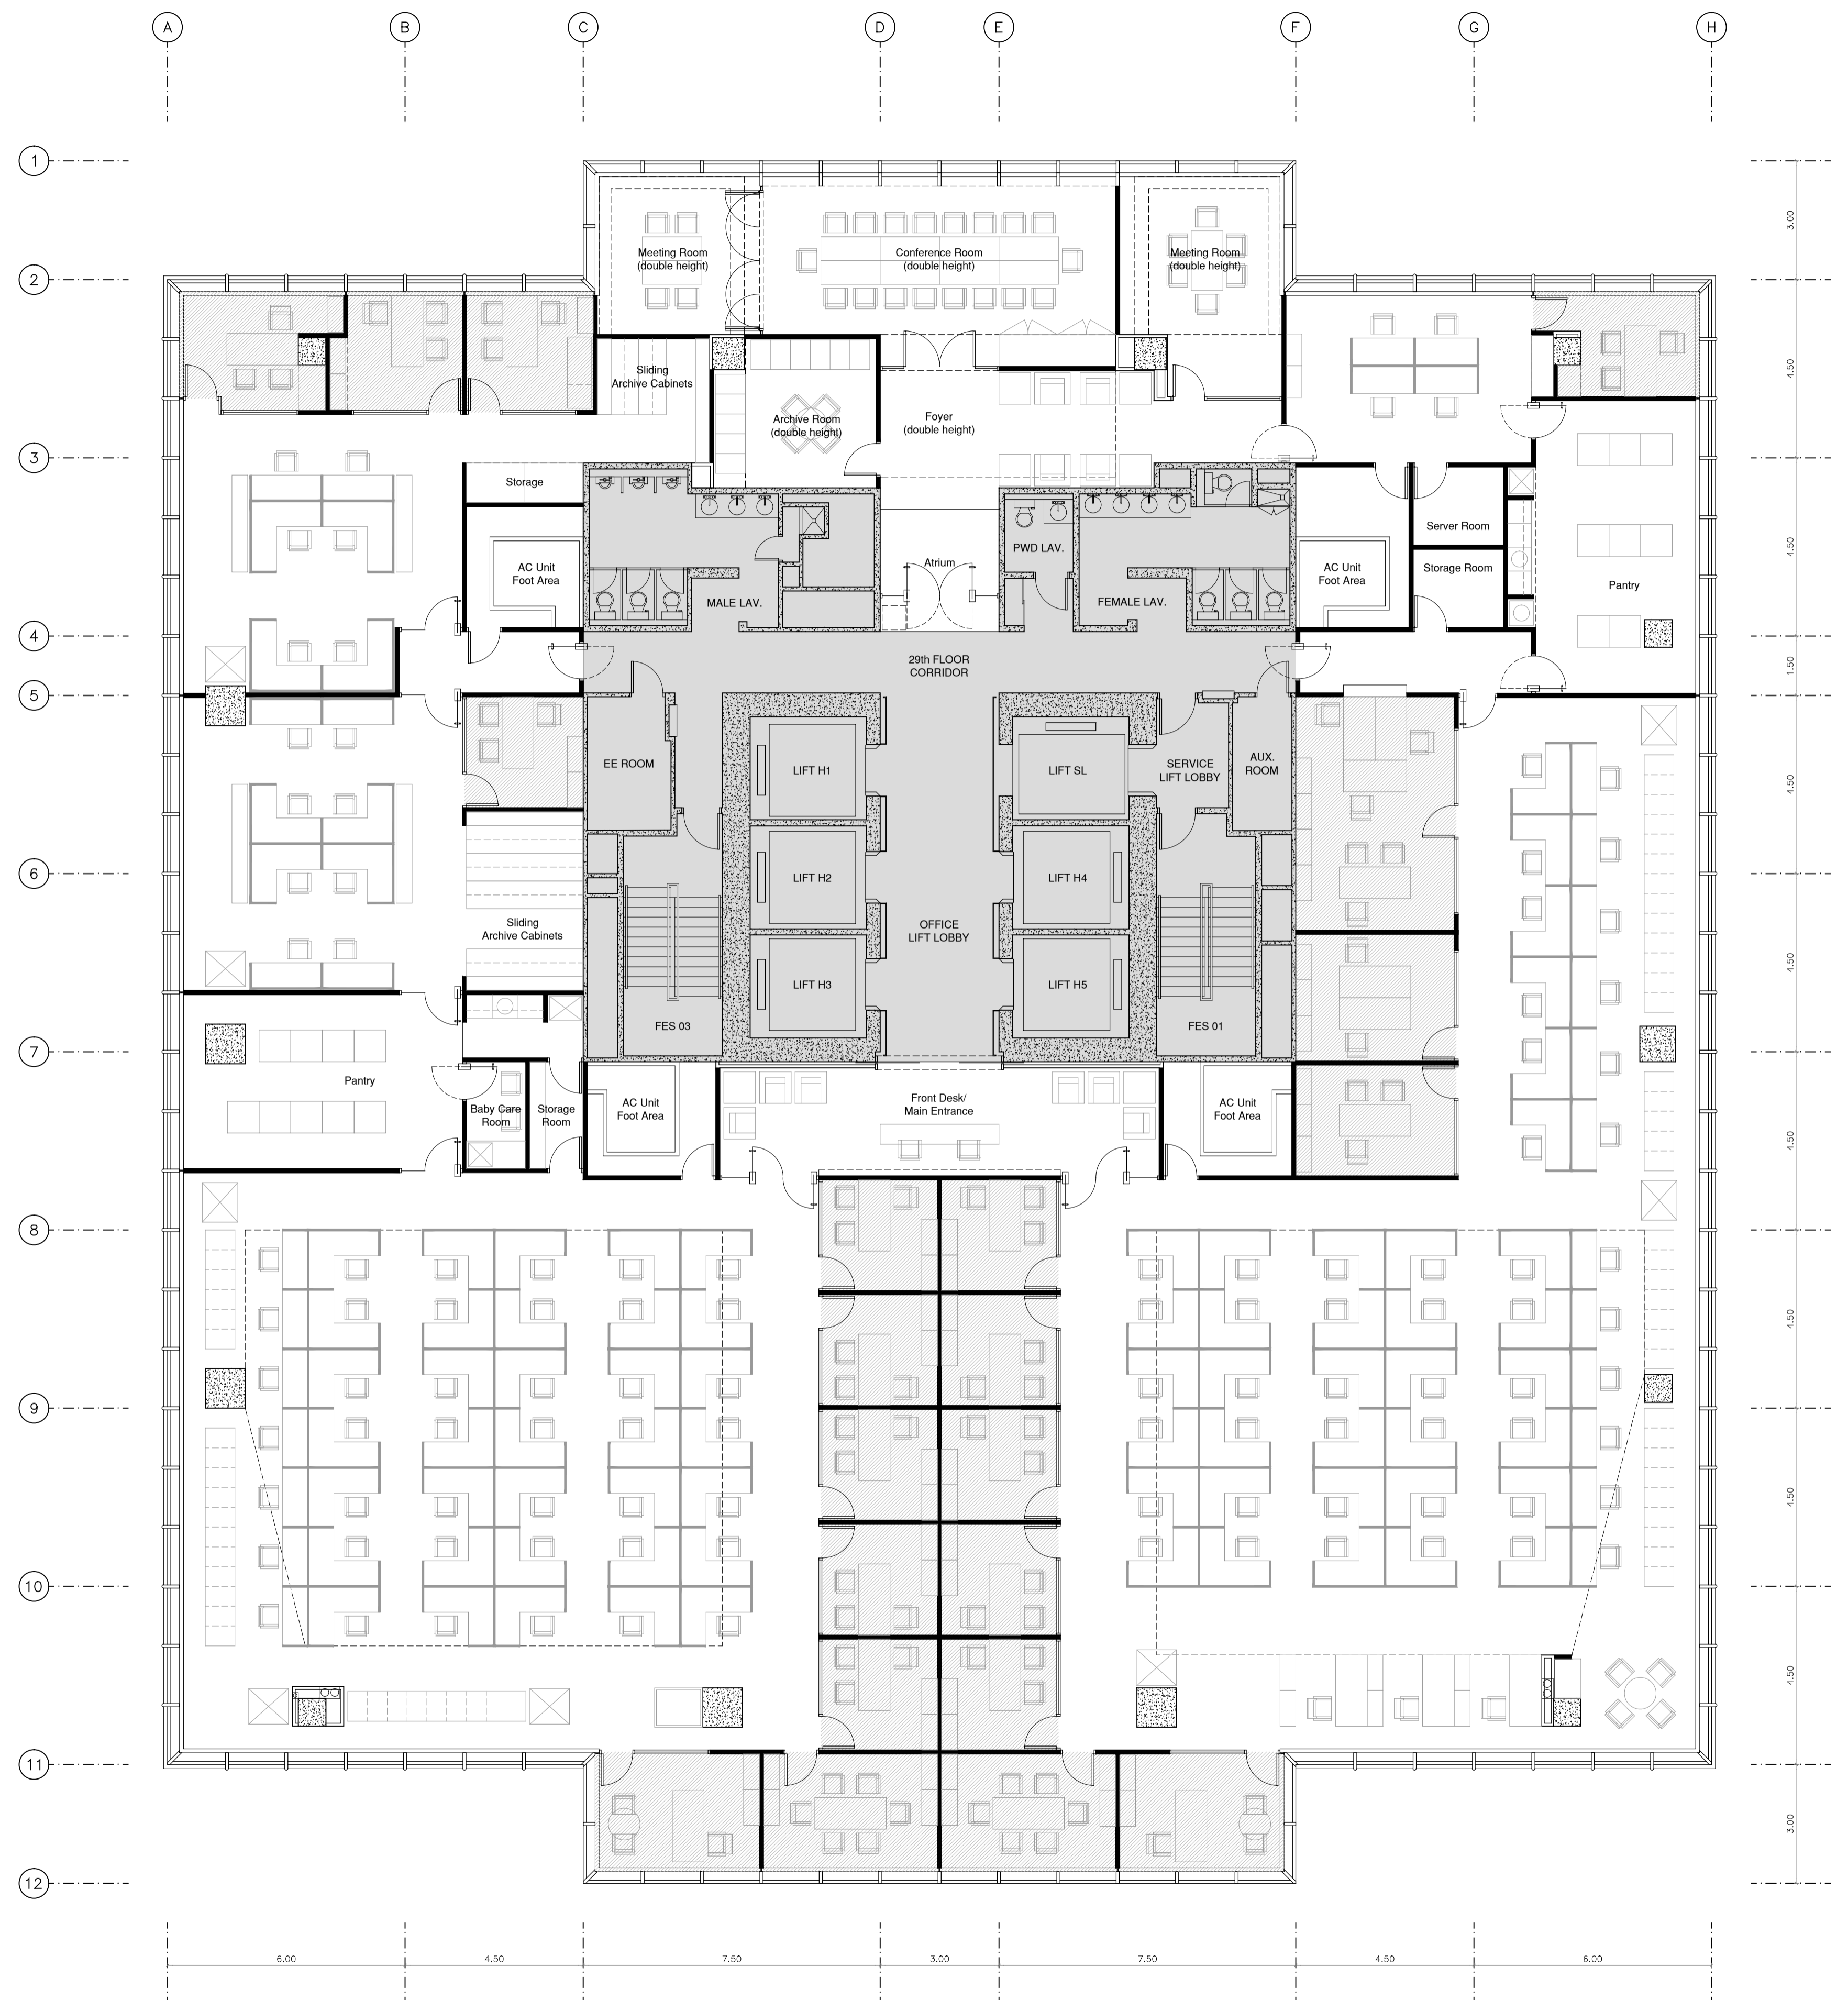 A B C D E F G H
1
3.00
Meeting Room
(double height)
Conference Room
(double height)
Meeting Room
(double height)
2
4.50
Sliding
Archive Cabinets
Archive Room
(double height)
Foyer
(double height)
3
Storage
Server Room
4.50
AC Unit
Foot Area
MALE LAV.
Atrium
PWD LAV.
FEMALE LAV.
AC Unit
Foot Area
Storage Room
Pantry
4
29th FLOOR
CORRIDOR
1.50
5
EE ROOM
LIFT H1
LIFT SL
SERVICE
LIFT LOBBY
AUX.
ROOM
4.50
6
LIFT H2
LIFT H4
Sliding
Archive Cabinets
OFFICE
LIFT LOBBY
4.50
LIFT H3
LIFT H5
FES 03
FES 01
7
Pantry
Baby Care
Room
Storage
Room
AC Unit
Foot Area
Front Desk/
Main Entrance
AC Unit
Foot Area
4.50
8
4.50
9
4.50
10
4.50
11
3.00
12
6.00 4.50 7.50 3.00 7.50 4.50 6.00